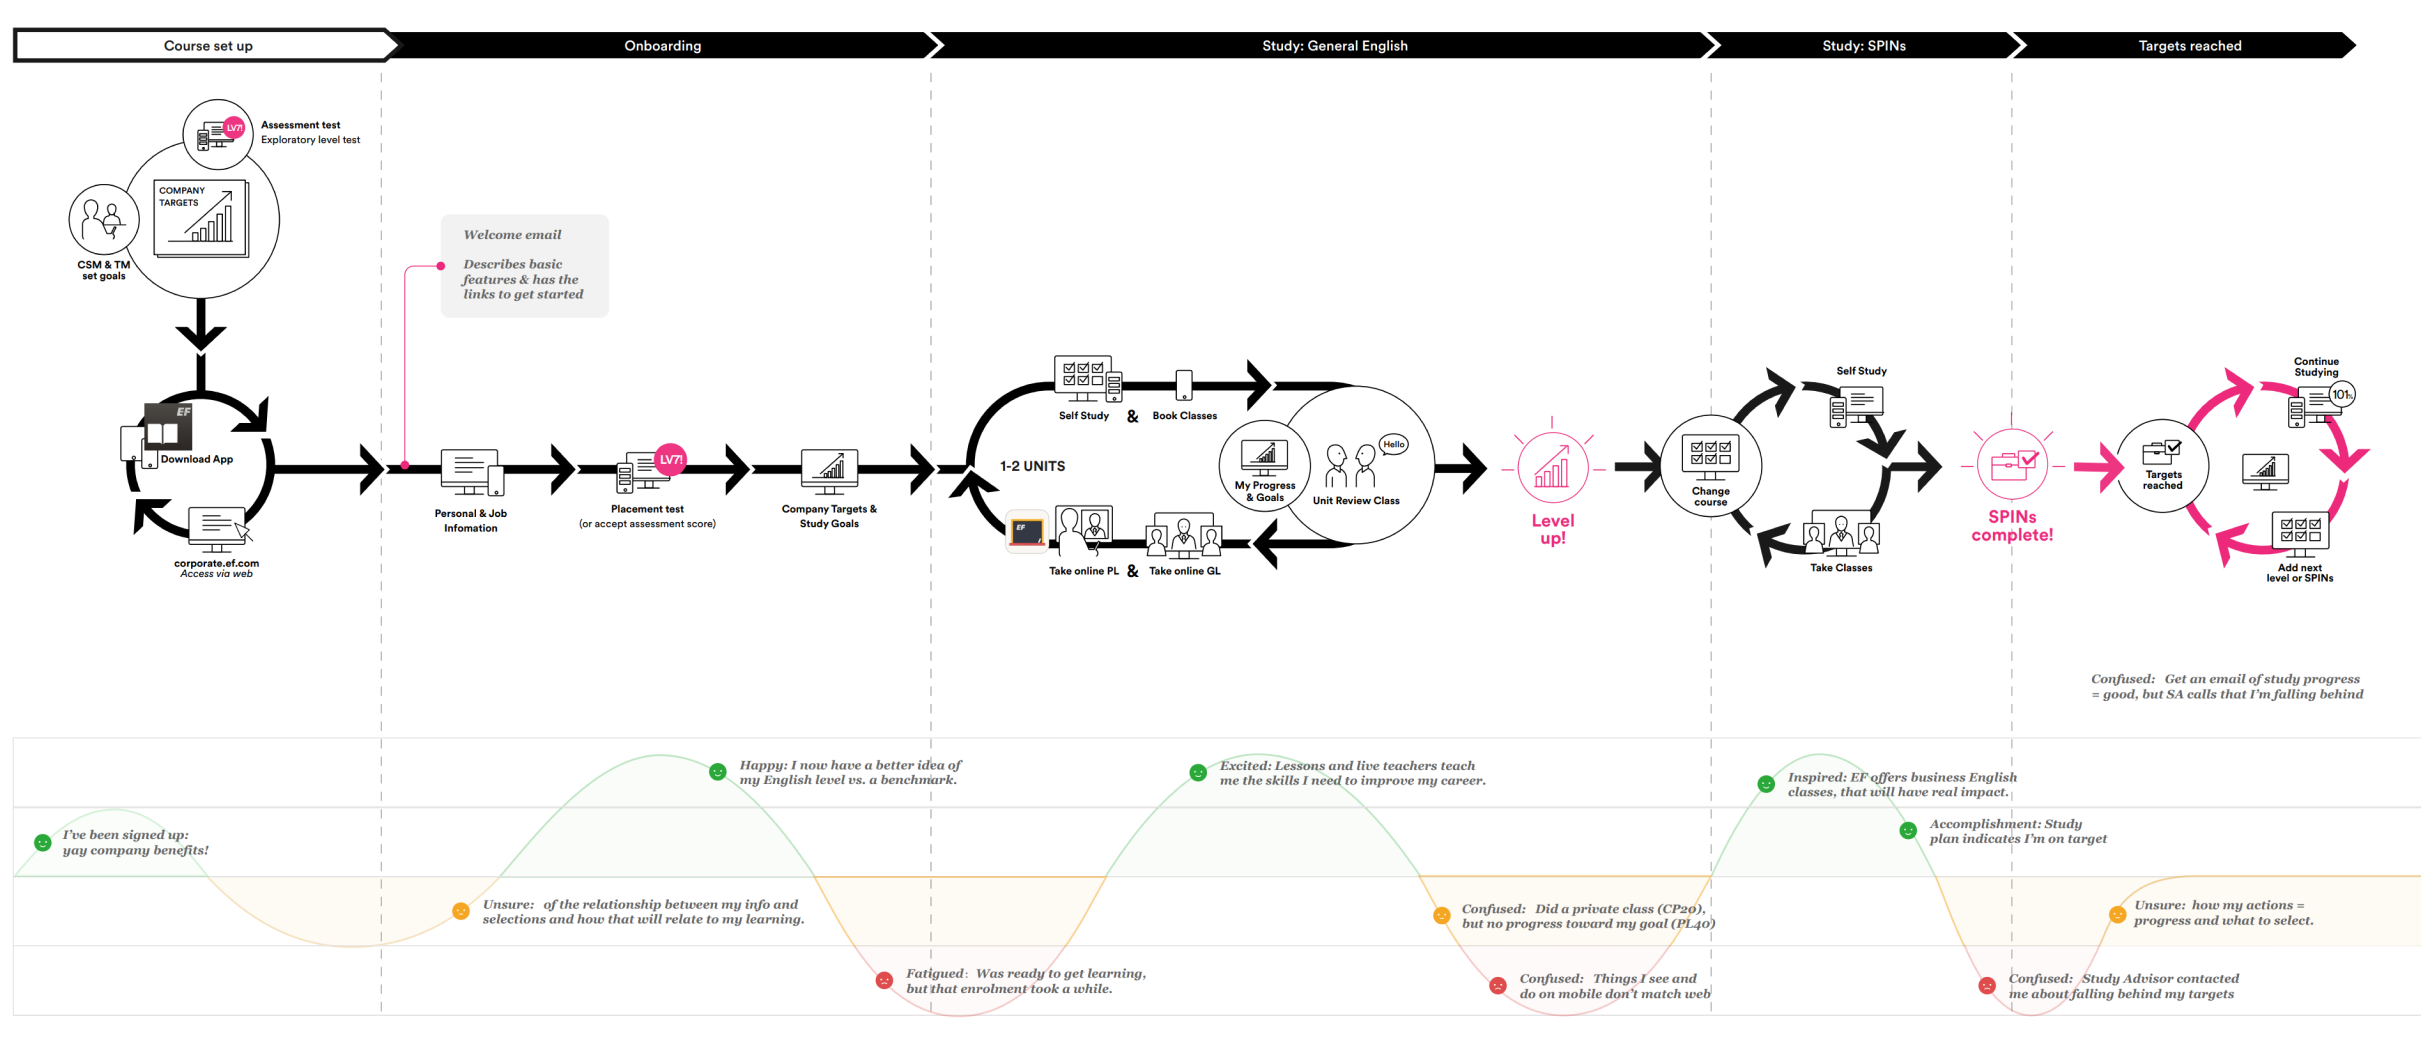 Course set up
Onboarding
Study: General English
Study: SPINs
Targets reached
LV7!
Assessment test
Exploratory level test
COMPANY
TARGETS
CSM & TM
set goals
EF
Download App
corporate.ef.com
Access via web
Welcome email
Describes basic
features & has the
links to get started
Personal & Job
Infomation
LV7!
Placement test
(or accept assessment score)
Company Targets &
Study Goals
1-2 UNITS
Self Study & Book Classes
My Progress
& Goals
Hello
Unit Review Class
EF
Take online PL & Take online GL
Level
up!
Change
course
Self Study
Take Classes
SPINs
complete!
Targets
reached
Continue
Studying
101%
Add next
level or SPINs
Confused: Get an email of study progress
= good, but SA calls that I'm falling behind
I've been signed up:
yay company benefits!
Unsure: of the relationship between my info and
selections and how that will relate to my learning.
Happy: I now have a better idea of
my English level vs. a benchmark.
Fatigued: Was ready to get learning,
but that enrolment took a while.
Excited: Lessons and live teachers teach
me the skills I need to improve my career.
Confused: Did a private class (CP20),
but no progress toward my goal (PL40)
Confused: Things I see and
do on mobile don't match web
Inspired: EF offers business English
classes, that will have real impact.
Accomplishment: Study
plan indicates I'm on target
Confused: Study Advisor contacted
me about falling behind my targets
Unsure: how my actions =
progress and what to select.